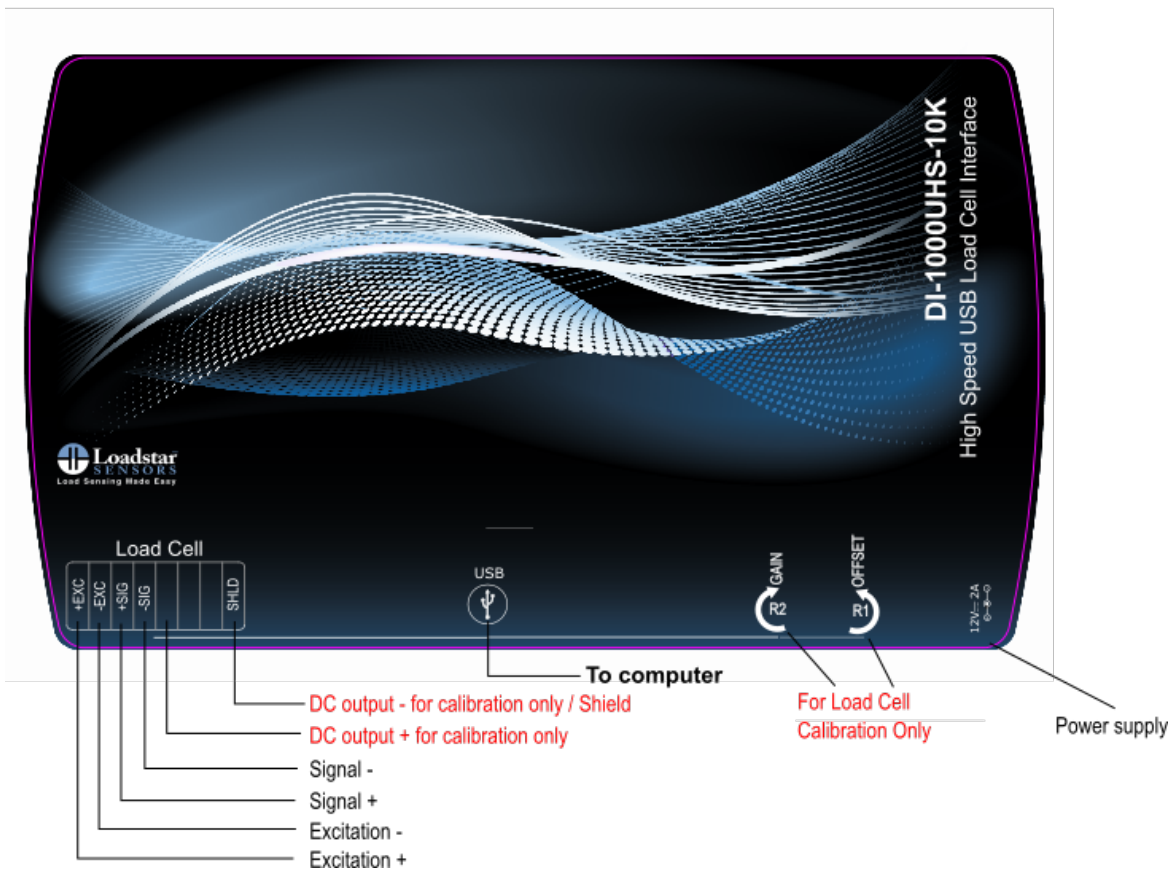 DI-1000UHS-10K
High Speed USB Load Cell Interface
Loadstar
SENSORS
Load Sensing Made Easy
Load Cell
+EXC
-EXC
+SIG
-SIG
SHLD
USB
R2
GAIN
R1
OFFSET
12V⎓ 2A
To computer
DC output - for calibration only / Shield
DC output + for calibration only
Signal -
Signal +
Excitation -
Excitation +
For Load Cell
Calibration Only
Power supply